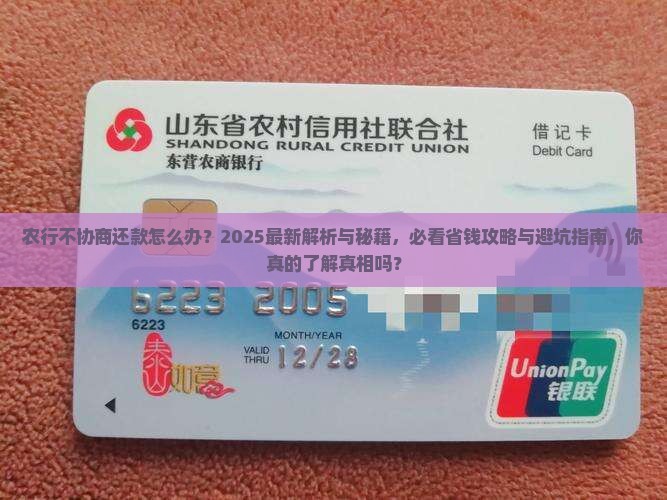 山东省农村信用社联合社
SHANDONG RURAL CREDIT UNION
东营农商银行
借记卡
Debit Card
农行不协商还款怎么办？2025最新解析与秘籍，必看省钱攻略与避坑指南，你
真的了解真相吗？
6223 2005
6223
MONTH/YEAR
VALID
THRU
12/28
泰山如意
UnionPay
银联